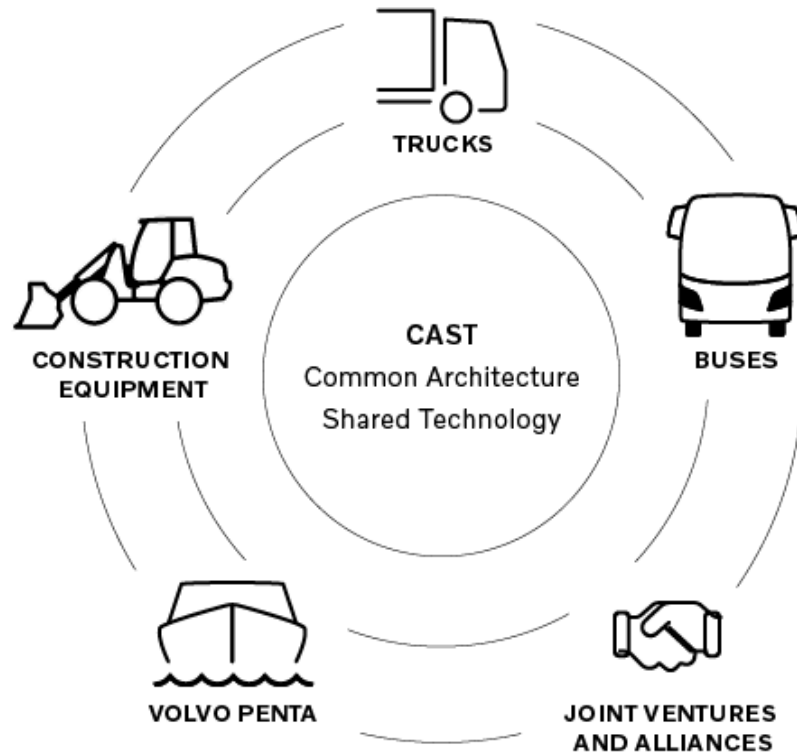 TRUCKS
CONSTRUCTION
EQUIPMENT
CAST
Common Architecture
Shared Technology
BUSES
VOLVO PENTA
JOINT VENTURES
AND ALLIANCES